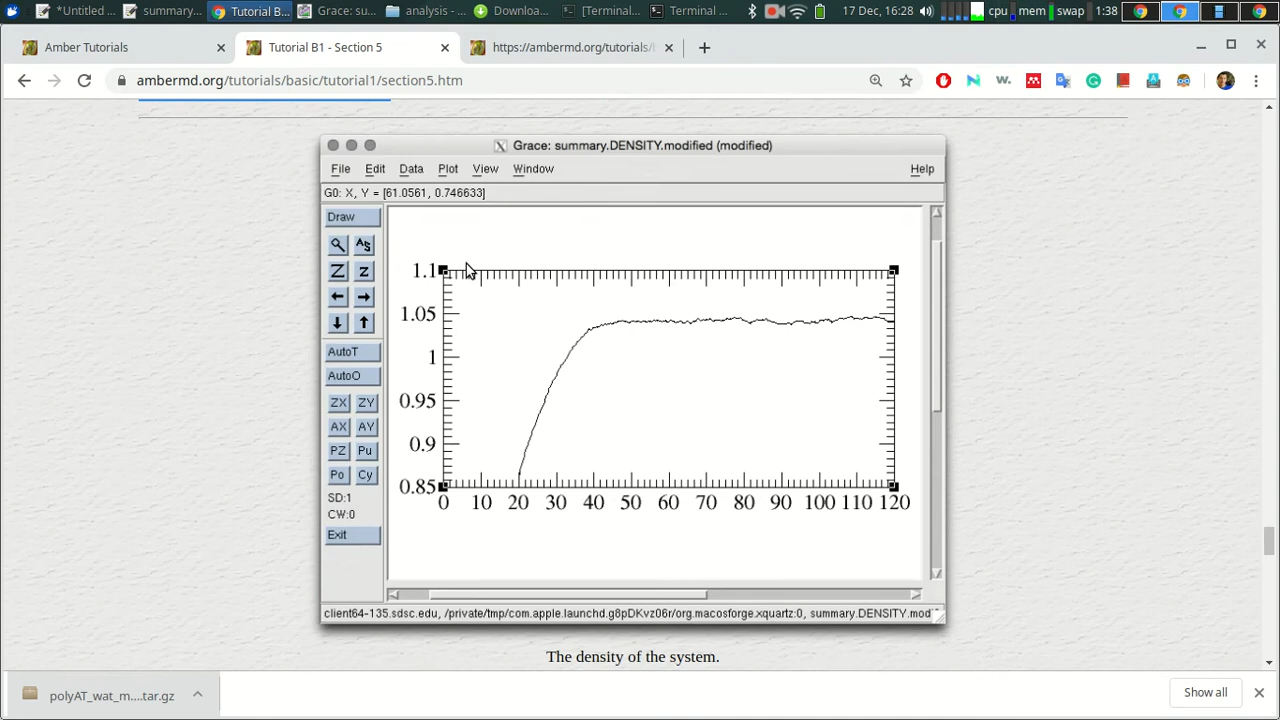 *Untitled ...
summary....
Tutorial B...
Grace: su...
analysis - ...
Downloa...
[Terminal...
Terminal ...
17 Dec, 16:28
cpu
mem
swap
1:38
Amber Tutorials
Tutorial B1 - Section 5
https://ambermd.org/tutorials/b
ambermd.org/tutorials/basic/tutorial1/section5.htm
Grace: summary.DENSITY.modified (modified)
File Edit Data Plot View Window Help
G0: X, Y = [61.0561, 0.746633]
Draw
AS
Z z
AutoT
AutoO
ZX ZY
AX AY
PZ Pu
Po Cy
SD:1
CW:0
Exit
1.1
1.05
1
0.95
0.9
0.85
0 10 20 30 40 50 60 70 80 90 100 110 120
client64-135.sdsc.edu, /private/tmp/com.apple.launchd.g8pDKvz06r/org.macosforge.xquartz:0, summary.DENSITY.mod
The density of the system.
polyAT_wat_m....tar.gz
Show all